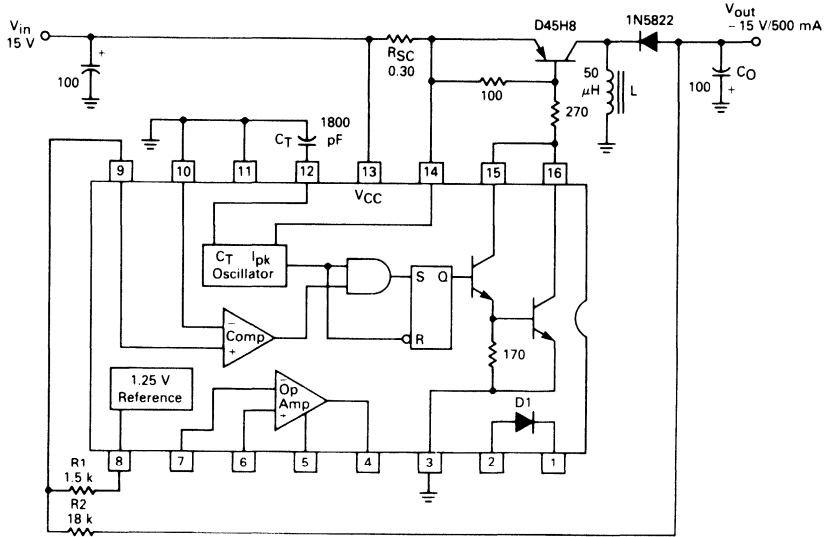 Vin
15 V
100
+
RSC
0.30
D45H8
1N5822
Vout
– 15 V/500 mA
100
270
50
μH
L
100
CO
+
CT
1800
pF
9
10
11
12
13
14
15
16
VCC
CT Ipk
Oscillator
S Q
R
–
Comp
+
170
1.25 V
Reference
–
Op
Amp
+
D1
8
7
6
5
4
3
2
1
R1
1.5 k
R2
18 k